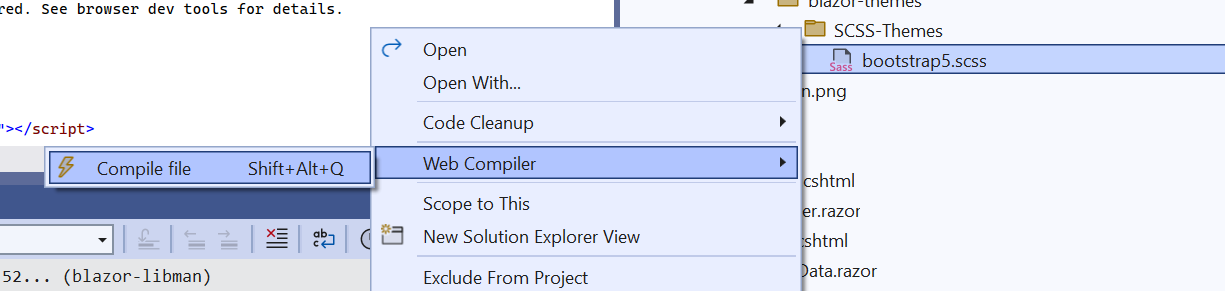 red. See browser dev tools for details.
"></script>
52... (blazor-libman)
Compile file Shift+Alt+Q
Open
Open With...
Code Cleanup
Web Compiler
Scope to This
New Solution Explorer View
Exclude From Project
blazor-themes
SCSS-Themes
Sass bootstrap5.scss
n.png
cshtml
er.razor
cshtml
Data.razor